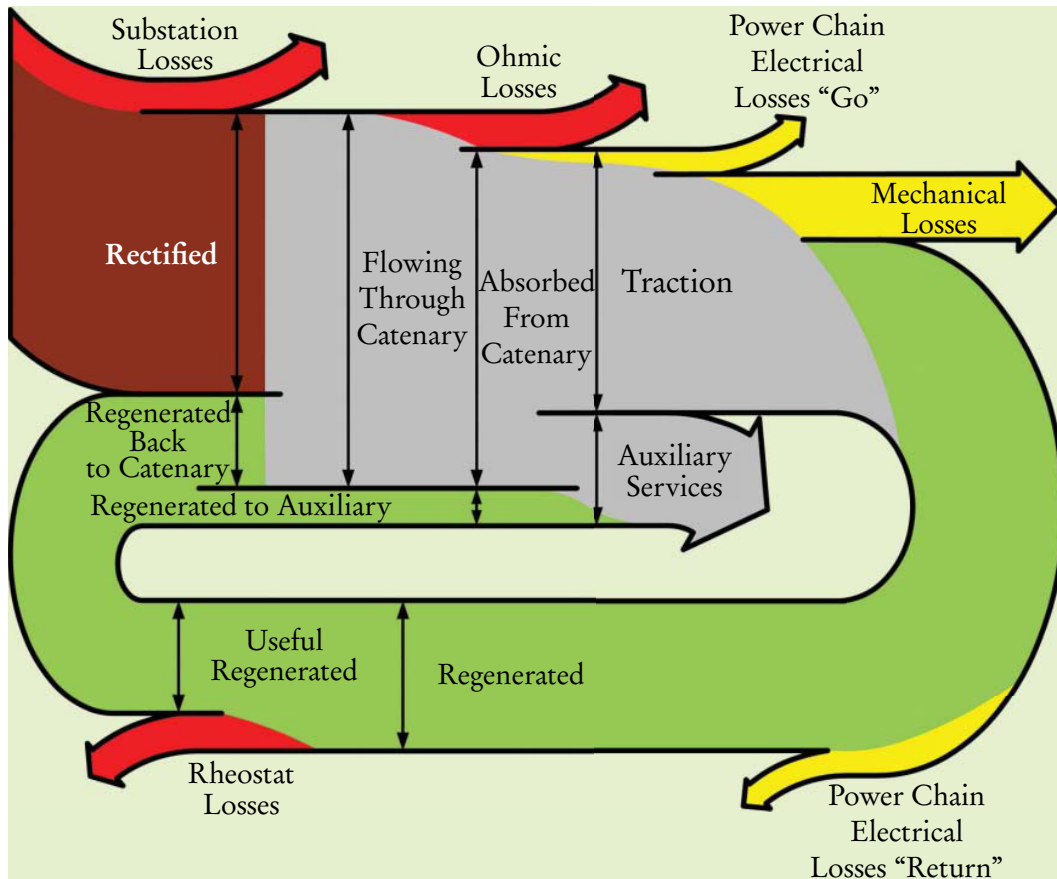 Substation
Losses
Ohmic
Losses
Power Chain
Electrical
Losses “Go”
Mechanical
Losses
Rectified
Flowing
Through
Catenary
Absorbed
From
Catenary
Traction
Regenerated
Back
to Catenary
Auxiliary
Services
Regenerated to Auxiliary
Useful
Regenerated
Regenerated
Rheostat
Losses
Power Chain
Electrical
Losses “Return”